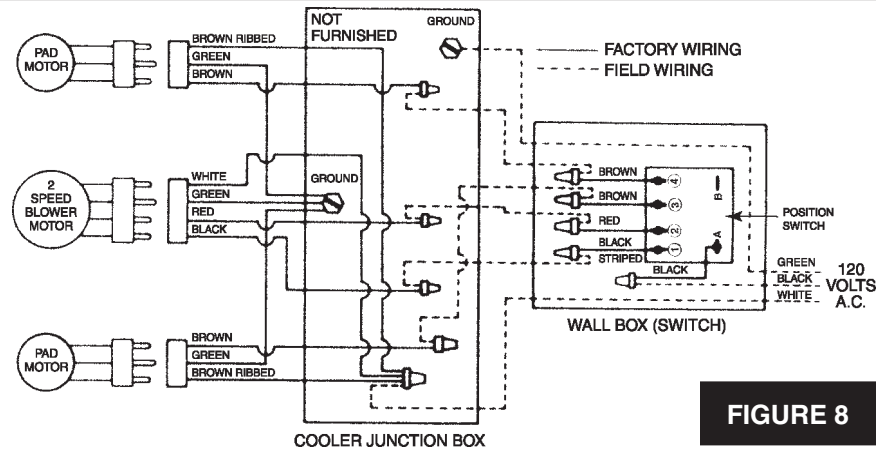 NOT
FURNISHED
GROUND
FACTORY WIRING
FIELD WIRING
PAD
MOTOR
BROWN RIBBED
GREEN
BROWN
2
SPEED
BLOWER
MOTOR
WHITE
GREEN
RED
BLACK
GROUND
PAD
MOTOR
BROWN
GREEN
BROWN RIBBED
BROWN
BROWN
RED
BLACK
STRIPED
BLACK
4
3
2
1
B
A
POSITION
SWITCH
GREEN
BLACK
WHITE
120
VOLTS
A.C.
WALL BOX (SWITCH)
COOLER JUNCTION BOX
FIGURE 8